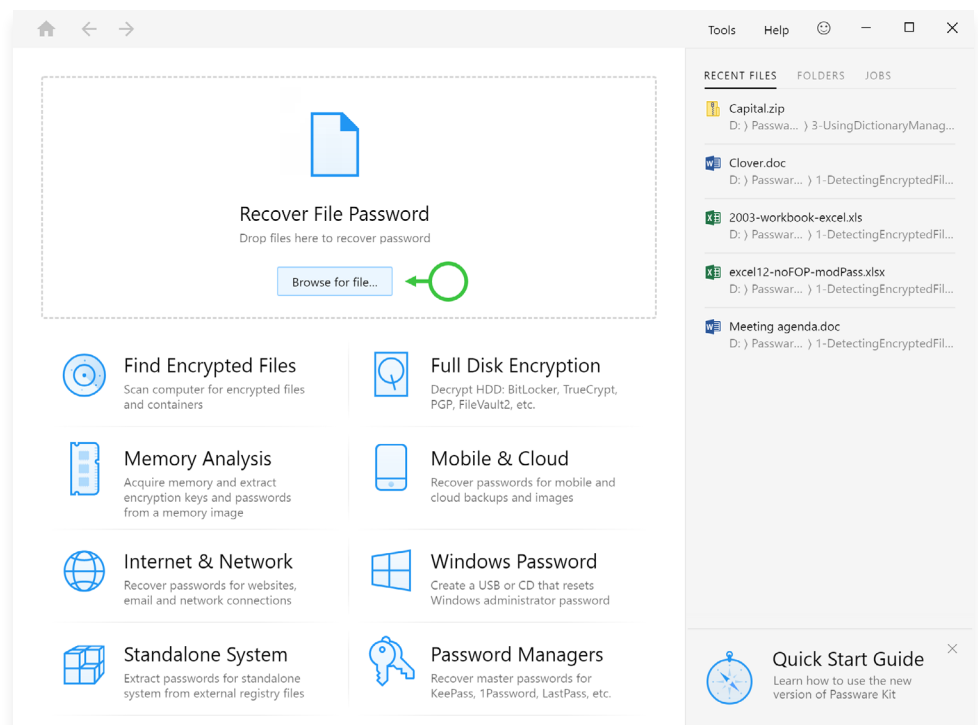 Tools Help
Recover File Password
Drop files here to recover password
Browse for file...
Find Encrypted Files
Scan computer for encrypted files
and containers
Full Disk Encryption
Decrypt HDD: BitLocker, TrueCrypt,
PGP, FileVault2, etc.
Memory Analysis
Acquire memory and extract
encryption keys and passwords
from a memory image
Mobile & Cloud
Recover passwords for mobile and
cloud backups and images
Internet & Network
Recover passwords for websites,
email and network connections
Windows Password
Create a USB or CD that resets
Windows administrator password
Standalone System
Extract passwords for standalone
system from external registry files
Password Managers
Recover master passwords for
KeePass, 1Password, LastPass, etc.
RECENT FILES FOLDERS JOBS
Capital.zip
D: ⟩ Passwa... ⟩ 3-UsingDictionaryManag...
Clover.doc
D: ⟩ Passwar... ⟩ 1-DetectingEncryptedFil...
2003-workbook-excel.xls
D: ⟩ Passwar... ⟩ 1-DetectingEncryptedFil...
excel12-noFOP-modPass.xlsx
D: ⟩ Passwar... ⟩ 1-DetectingEncryptedFil...
Meeting agenda.doc
D: ⟩ Passwar... ⟩ 1-DetectingEncryptedFil...
Quick Start Guide
Learn how to use the new
version of Passware Kit